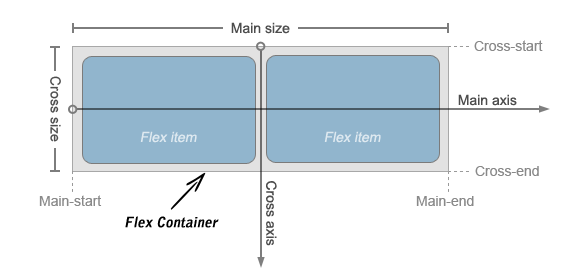 Main size
Cross-start
Cross size
Main axis
Flex item
Flex item
Cross-end
Main-start
Cross axis
Main-end
Flex Container